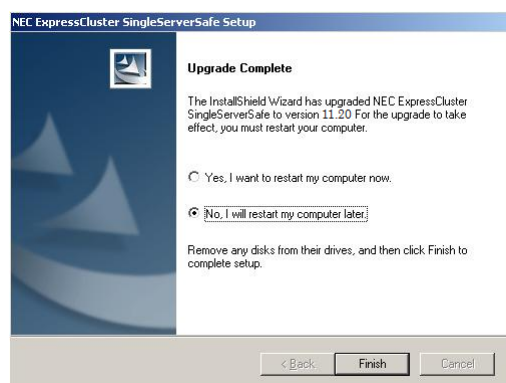 NEC ExpressCluster SingleServerSafe Setup
Upgrade Complete
The InstallShield Wizard has upgraded NEC ExpressCluster
SingleServerSafe to version 11.20 For the upgrade to take
effect, you must restart your computer.
Yes, I want to restart my computer now.
No, I will restart my computer later.
Remove any disks from their drives, and then click Finish to
complete setup.
< Back
Finish
Cancel